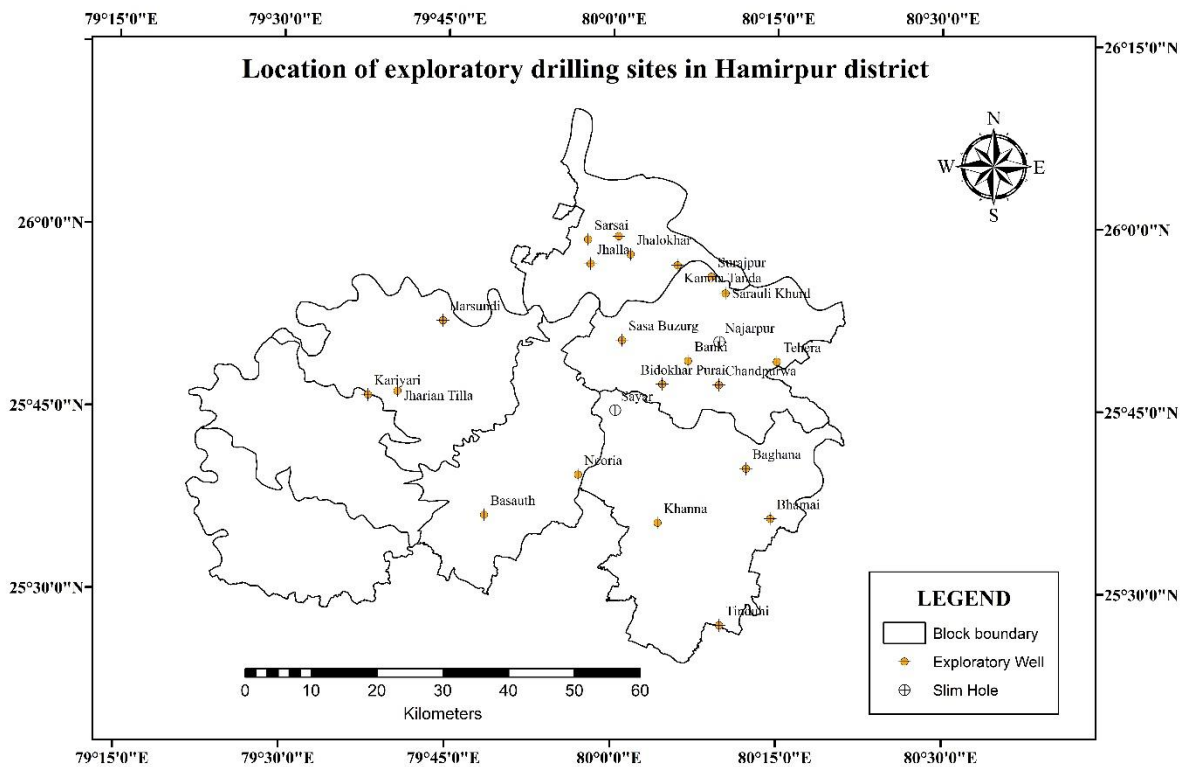 79°15'0"E 79°30'0"E 79°45'0"E 80°0'0"E 80°15'0"E 80°30'0"E
Location of exploratory drilling sites in Hamirpur district
26°15'0"N
N
W E
S
26°0'0"N
26°0'0"N
Sarsai
Jhalokhar
Jhalla
Surajpur
Kanota Tanda
Sarauli Khurd
Harsundi
Sasa Buzurg
Najarpur
Banki
Tehera
Bidokhar Purai
Chandpurwa
Kariyari
Jharian Tilla
25°45'0"N
Sayar
25°45'0"N
Neoria
Baghana
Basauth
Khanna
Bhamai
25°30'0"N
25°30'0"N
Tinduhi
LEGEND
Block boundary
Exploratory Well
Slim Hole
0 10 20 30 40 50 60
Kilometers
79°15'0"E 79°30'0"E 79°45'0"E 80°0'0"E 80°15'0"E 80°30'0"E